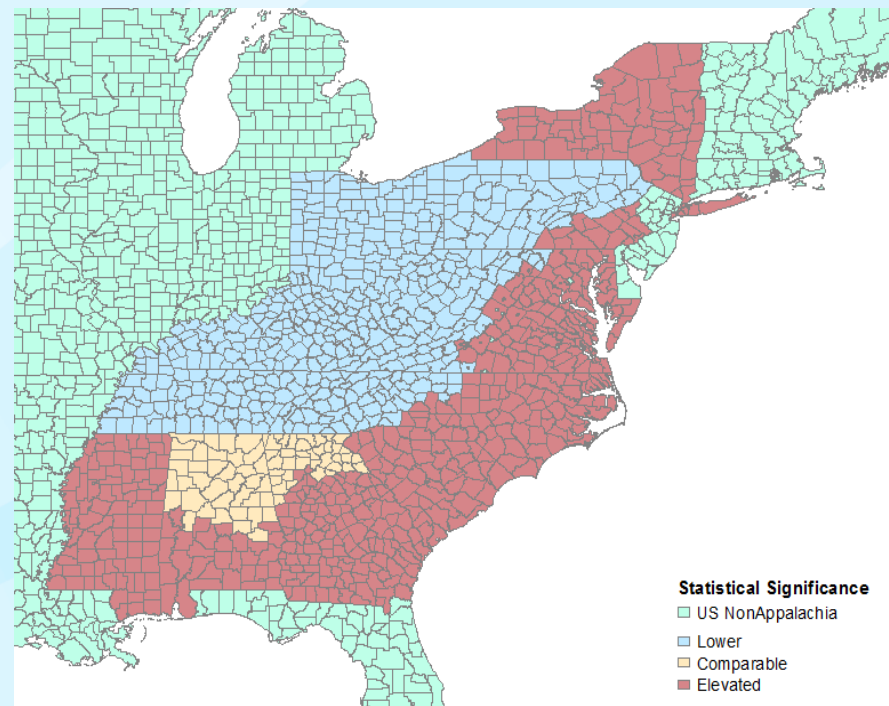 Statistical Significance
US NonAppalachia
Lower
Comparable
Elevated